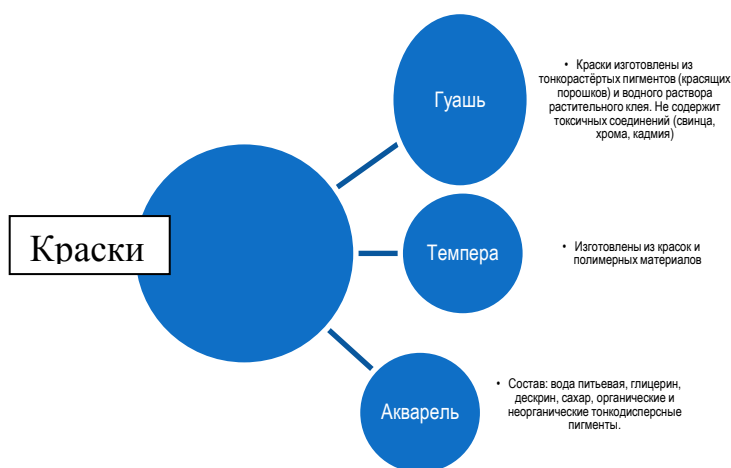 Краски
Гуашь
• Краски изготовлены из
тонкорастёртых пигментов (красящих
порошков) и водного раствора
растительного клея. Не содержит
токсичных соединений (свинца,
хрома, кадмия)
Темпера
• Изготовлены из красок и
полимерных материалов
Акварель
• Состав: вода питьевая, глицерин,
дескрин, сахар, органические и
неорганические тонкодисперсные
пигменты.